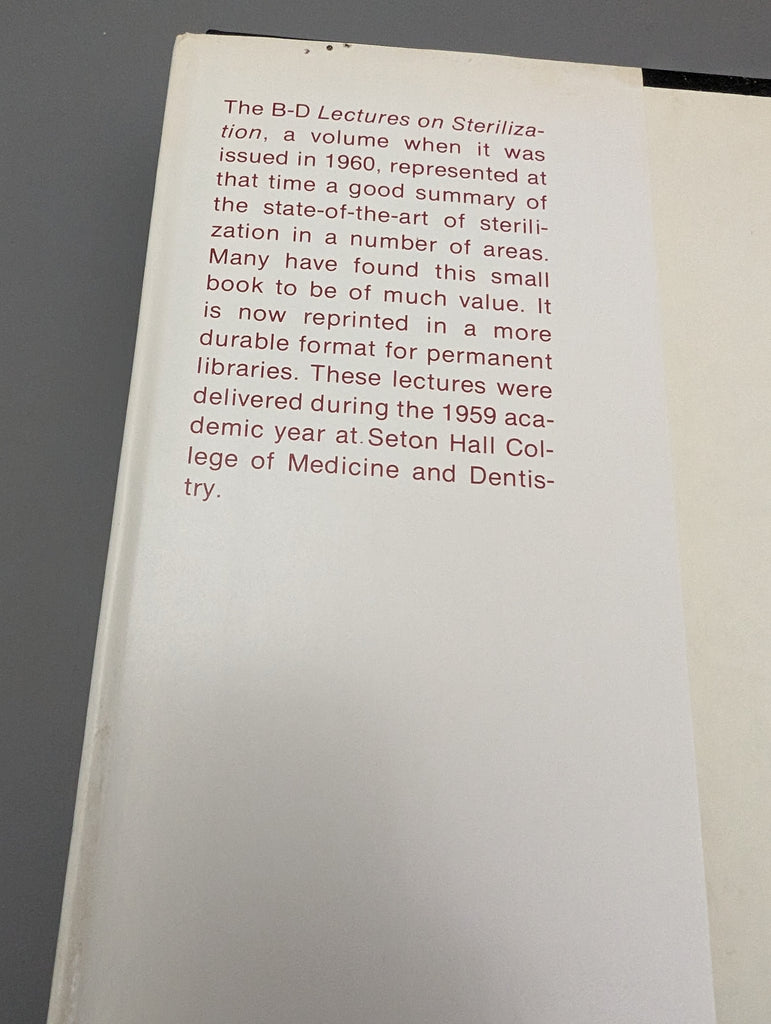 The B-D Lectures on Steriliza-
tion, a volume when it was
issued in 1960, represented at
that time a good summary of
the state-of-the-art of sterili-
zation in a number of areas.
Many have found this small
book to be of much value. It
is now reprinted in a more
durable format for permanent
libraries. These lectures were
delivered during the 1959 aca-
demic year at Seton Hall Col-
lege of Medicine and Dentis-
try.